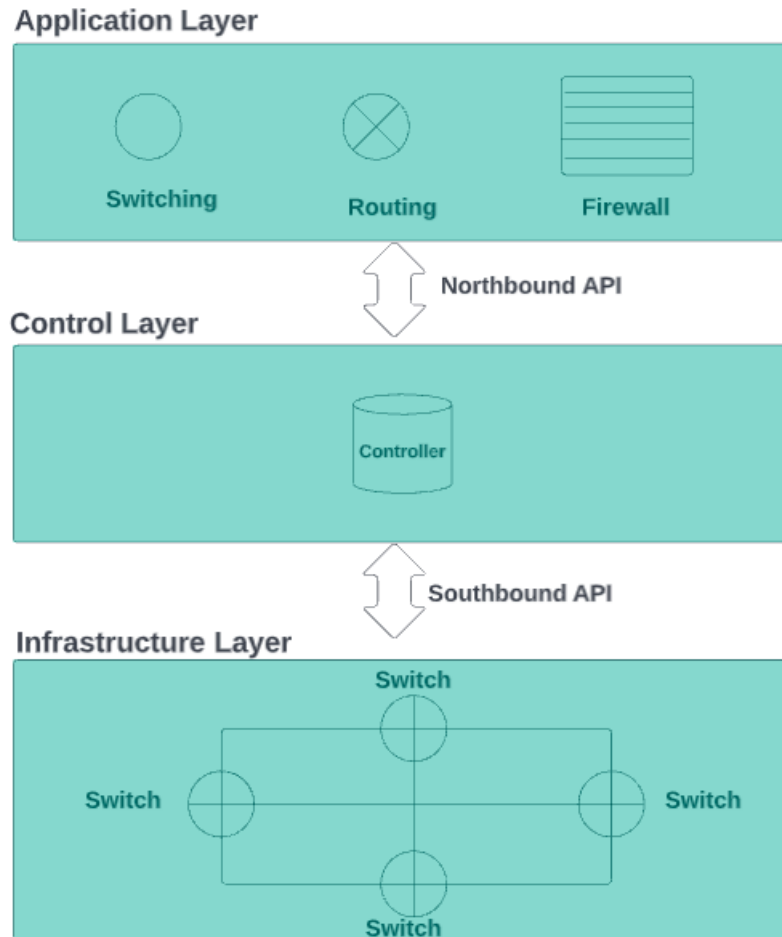 Application Layer
Switching
Routing
Firewall
Northbound API
Control Layer
Controller
Southbound API
Infrastructure Layer
Switch
Switch
Switch
Switch